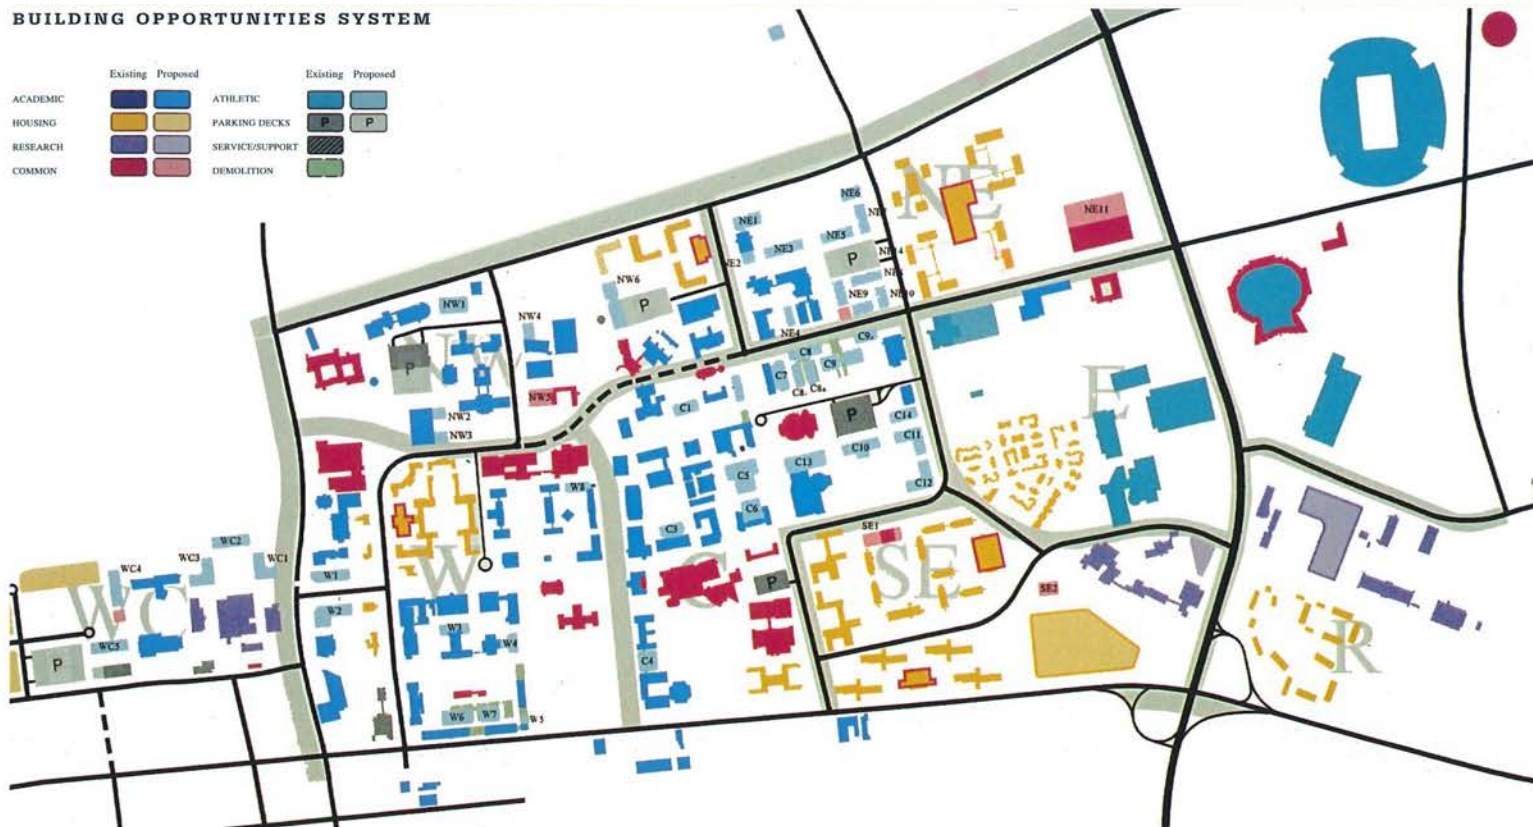 BUILDING OPPORTUNITIES SYSTEM
Existing Proposed
Existing Proposed
ACADEMIC
ATHLETIC
HOUSING
PARKING DECKS
P
P
RESEARCH
SERVICE/SUPPORT
COMMON
DEMOLITION
NE
NE6
NE11
NE1
NE5
NE3
P
NE9
NE4
NW6
P
NW1
NW4
NW
P
NW5
NW2
NW3
C9
C8
C9
C7
C8
C1
P
C14
C11
C10
C13
C12
C5
C6
C3
C
P
C4
E
SE1
SE
SE2
R
W8
W
W1
W2
W3
W4
W6
W7
W5
WC2
WC3
WC1
WC4
WC
WC5
P